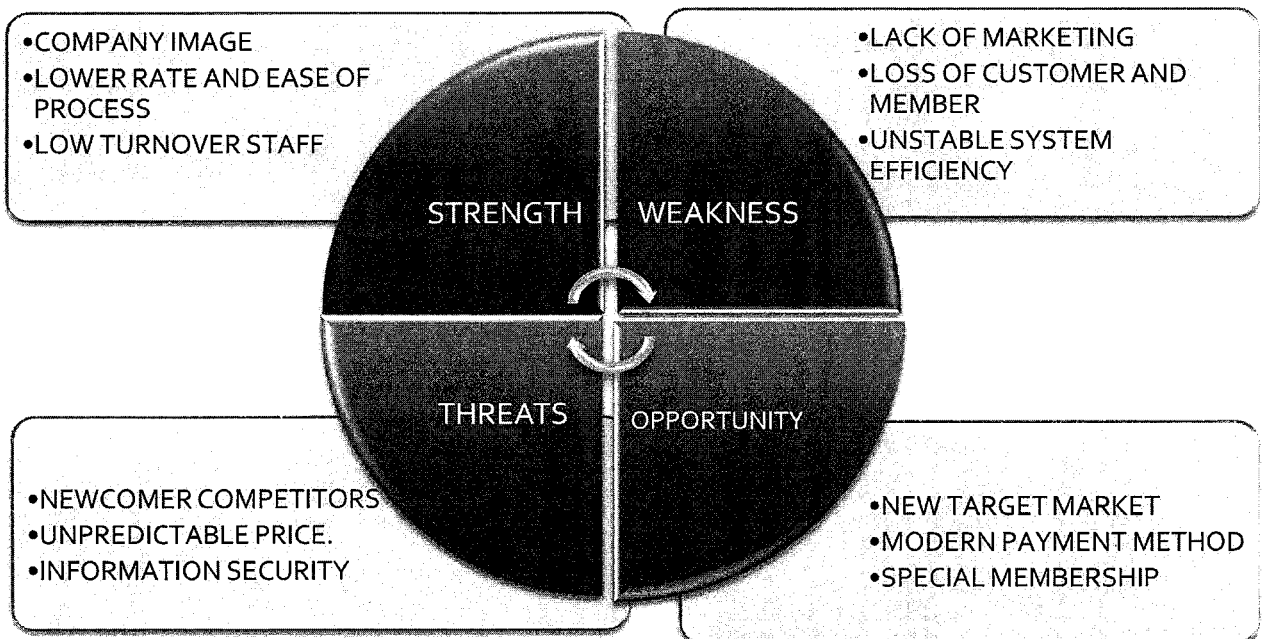 •COMPANY IMAGE
•LOWER RATE AND EASE OF
PROCESS
•LOW TURNOVER STAFF
•LACK OF MARKETING
•LOSS OF CUSTOMER AND
MEMBER
•UNSTABLE SYSTEM
EFFICIENCY
STRENGTH
WEAKNESS
THREATS
OPPORTUNITY
•NEWCOMER COMPETITORS
•UNPREDICTABLE PRICE.
•INFORMATION SECURITY
•NEW TARGET MARKET
•MODERN PAYMENT METHOD
•SPECIAL MEMBERSHIP